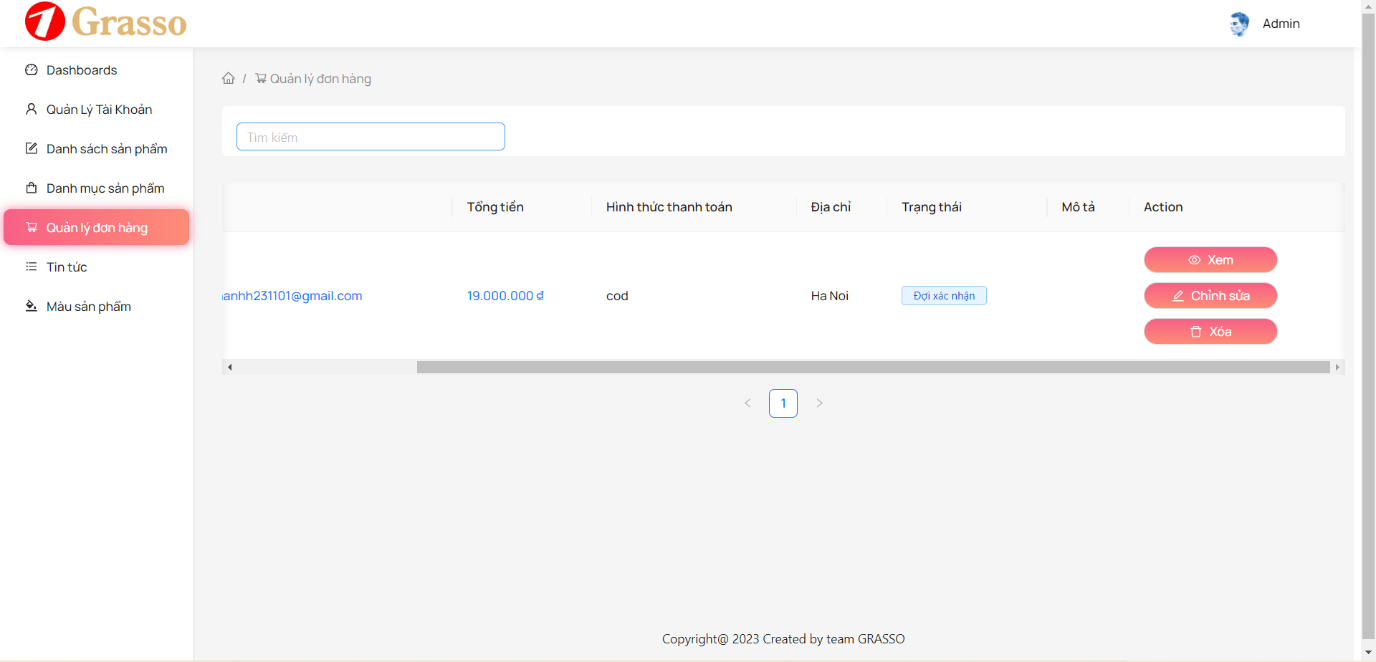 Grasso
Admin
Dashboards
Quản Lý Tài Khoản
Danh sách sản phẩm
Danh mục sản phẩm
Quản lý đơn hàng
Tin tức
Màu sản phẩm
/ Quản lý đơn hàng
Tìm kiếm
Tổng tiền Hình thức thanh toán Địa chỉ Trạng thái Mô tả Action
anhh231101@gmail.com 19.000.000 ₫ cod Ha Noi Đợi xác nhận
Xem
Chỉnh sửa
Xóa
< 1 >
Copyright@ 2023 Created by team GRASSO